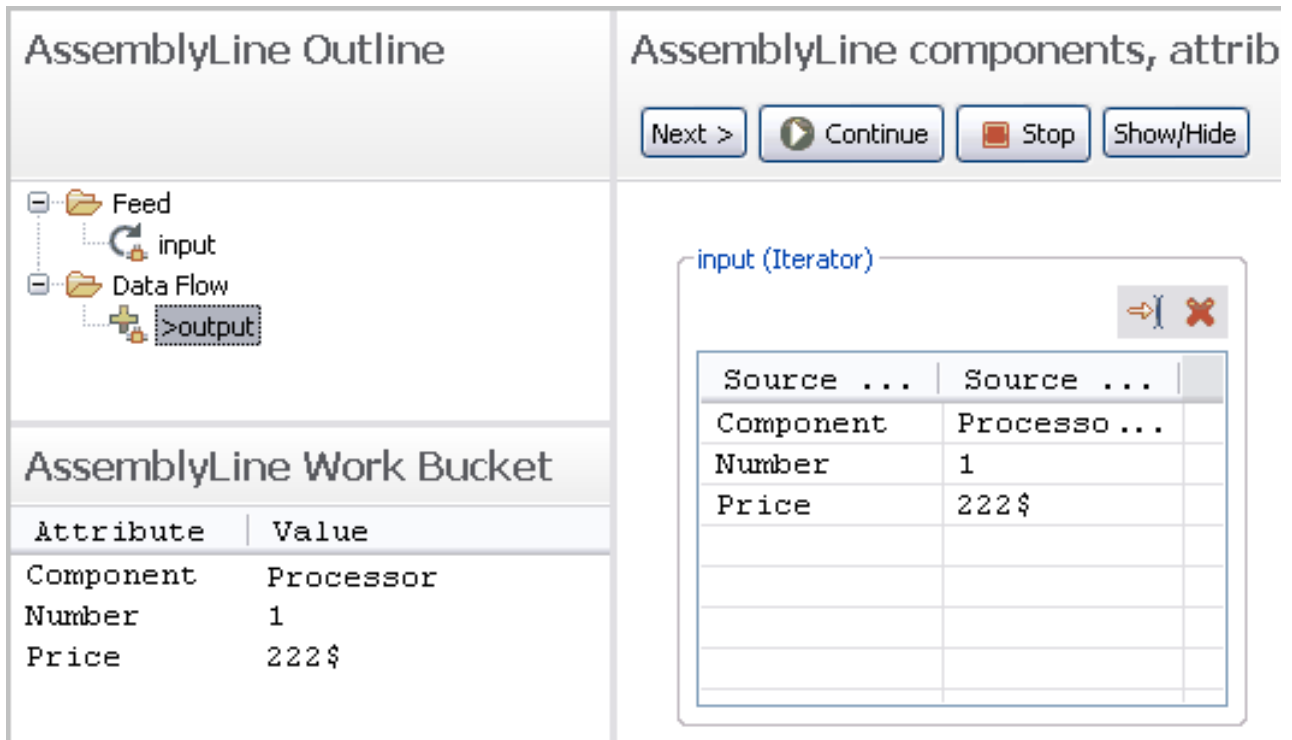 AssemblyLine Outline
Feed
input
Data Flow
>output
AssemblyLine Work Bucket
Attribute Value
Component Processor
Number 1
Price 222$
AssemblyLine components, attrib
Next > Continue Stop Show/Hide
input (Iterator)
Source ... Source ...
Component Processo...
Number 1
Price 222$